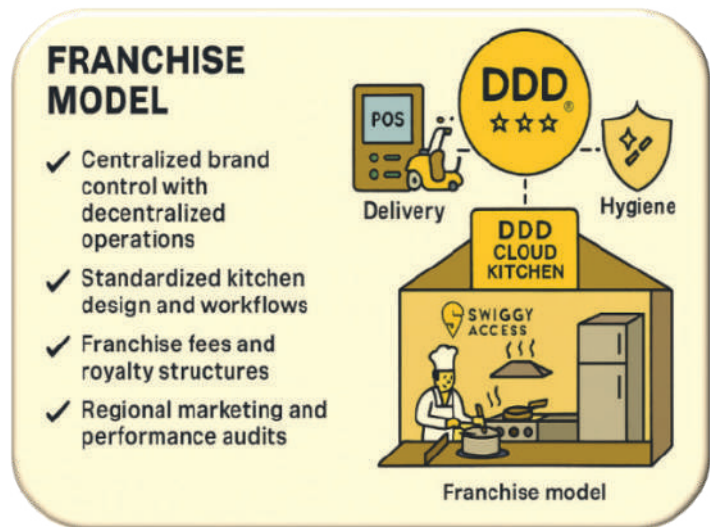 FRANCHISE
MODEL
✓ Centralized brand
control with
decentralized
operations
✓ Standardized kitchen
design and workflows
✓ Franchise fees and
royalty structures
✓ Regional marketing and
performance audits
POS
DDD
®
Delivery
Hygiene
DDD
CLOUD
KITCHEN
SWIGGY
ACCESS
Franchise model